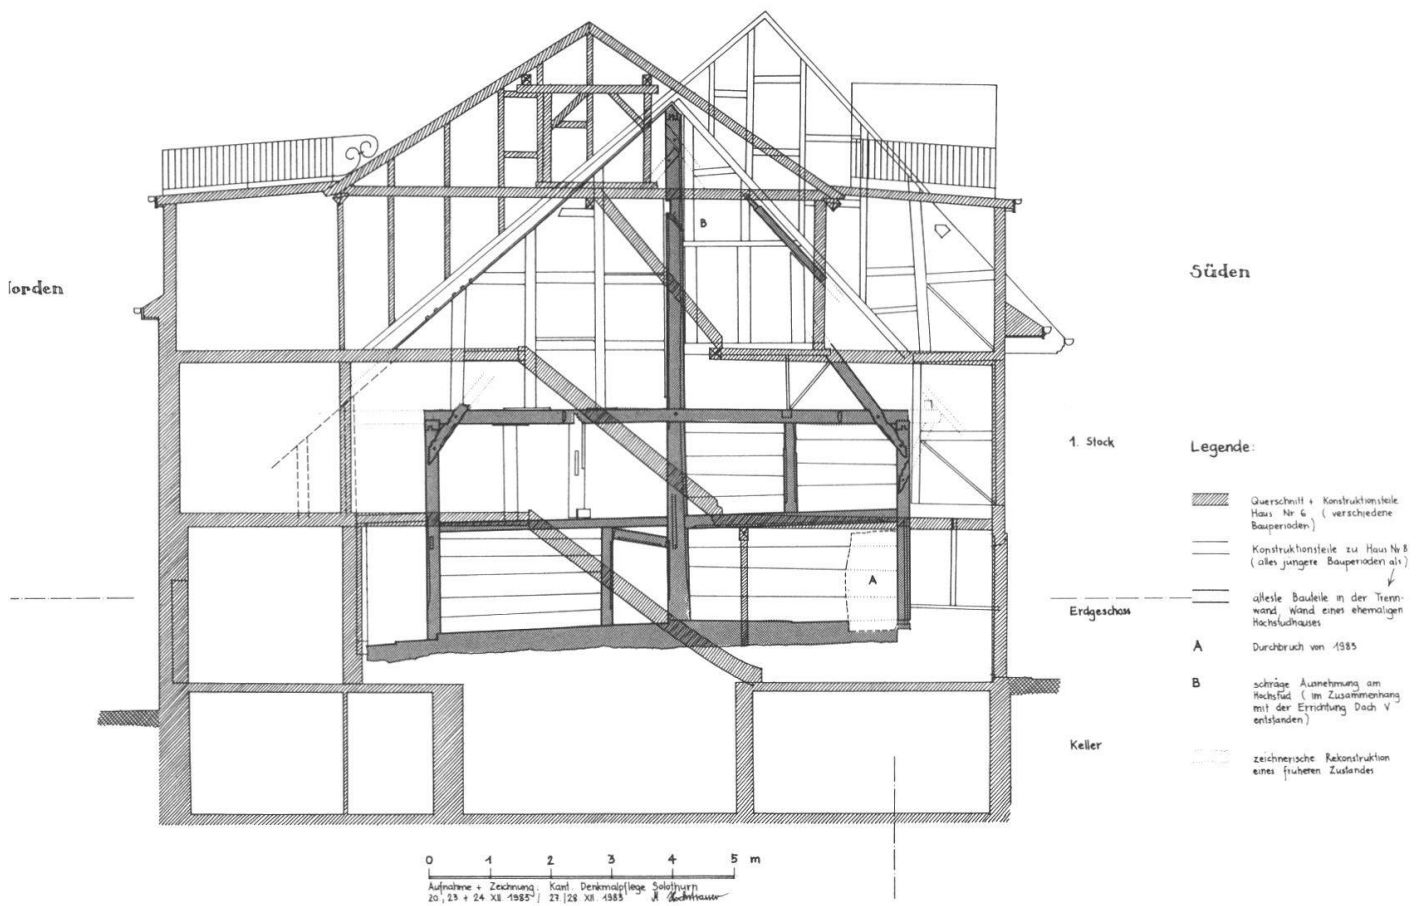 orden
Süden
B
A
1. Stock
Erdgeschoss
Keller
Legende:
Querschnitt + Konstruktionsteile
Haus Nr 6 ( verschiedene
Bauperioden)
Konstruktionsteile zu Haus Nr 8
( alles jüngere Bauperioden als)
älteste Bauteile in der Trenn-
wand, Wand eines ehemaligen
Hochstudhauses
A Durchbruch von 1985
B schräge Ausnehmung am
Hochstud ( im Zusammenhang
mit der Errichtung Dach V
entstanden)
zeichnerische Rekonstruktion
eines früheren Zustandes
0 1 2 3 4 5 m
Aufnahme + Zeichnung: Kant. Denkmalpflege Solothurn
20., 23 + 24. XII. 1985 / 27./28. XII. 1985